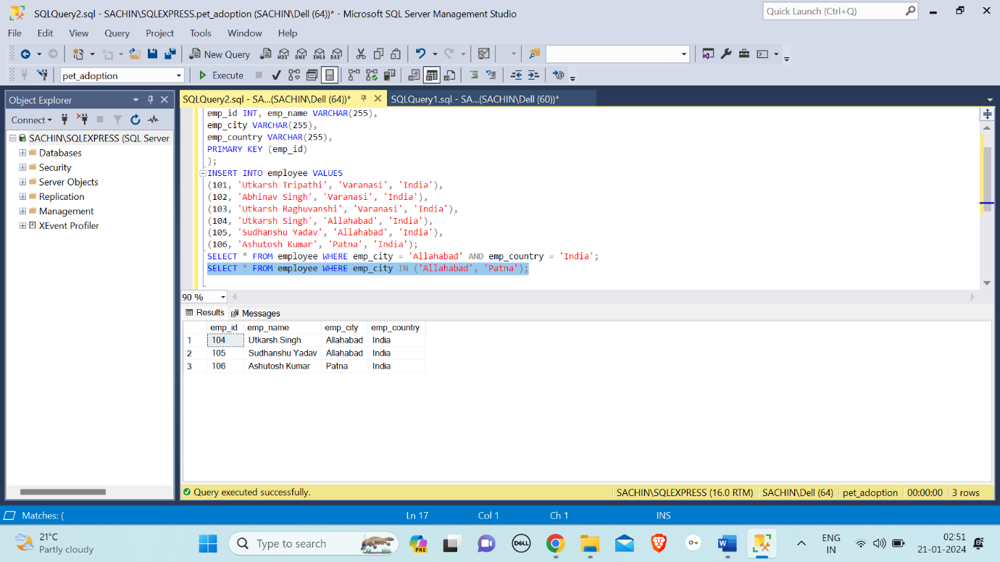 SQLQuery2.sql - SACHIN\SQLEXPRESS.pet_adoption (SACHIN\Dell (64))* - Microsoft SQL Server Management Studio
Quick Launch (Ctrl+Q)
File Edit View Query Project Tools Window Help
New Query MDX DMX XMLA DAX
pet_adoption Execute
Object Explorer
SQLQuery2.sql - SA...(SACHIN\Dell (64))* SQLQuery1.sql - SA...(SACHIN\Dell (60))*
Connect
SACHIN\SQLEXPRESS (SQL Server
Databases
Security
Server Objects
Replication
Management
XEvent Profiler
emp_id INT, emp_name VARCHAR(255),
emp_city VARCHAR(255),
emp_country VARCHAR(255),
PRIMARY KEY (emp_id)
);
INSERT INTO employee VALUES
(101, 'Utkarsh Tripathi', 'Varanasi', 'India'),
(102, 'Abhinav Singh', 'Varanasi', 'India'),
(103, 'Utkarsh Raghuvanshi', 'Varanasi', 'India'),
(104, 'Utkarsh Singh', 'Allahabad', 'India'),
(105, 'Sudhanshu Yadav', 'Allahabad', 'India'),
(106, 'Ashutosh Kumar', 'Patna', 'India');
SELECT * FROM employee WHERE emp_city = 'Allahabad' AND emp_country = 'India';
SELECT * FROM employee WHERE emp_city IN ('Allahabad', 'Patna');
90 %
Results Messages
emp_id emp_name emp_city emp_country
1 104 Utkarsh Singh Allahabad India
2 105 Sudhanshu Yadav Allahabad India
3 106 Ashutosh Kumar Patna India
Query executed successfully. SACHIN\SQLEXPRESS (16.0 RTM) SACHIN\Dell (64) pet_adoption 00:00:00 3 rows
Matches: ( Ln 17 Col 1 Ch 1 INS
21°C
Partly cloudy
Type to search
PRE
DELL
W
ENG
IN
02:51
21-01-2024